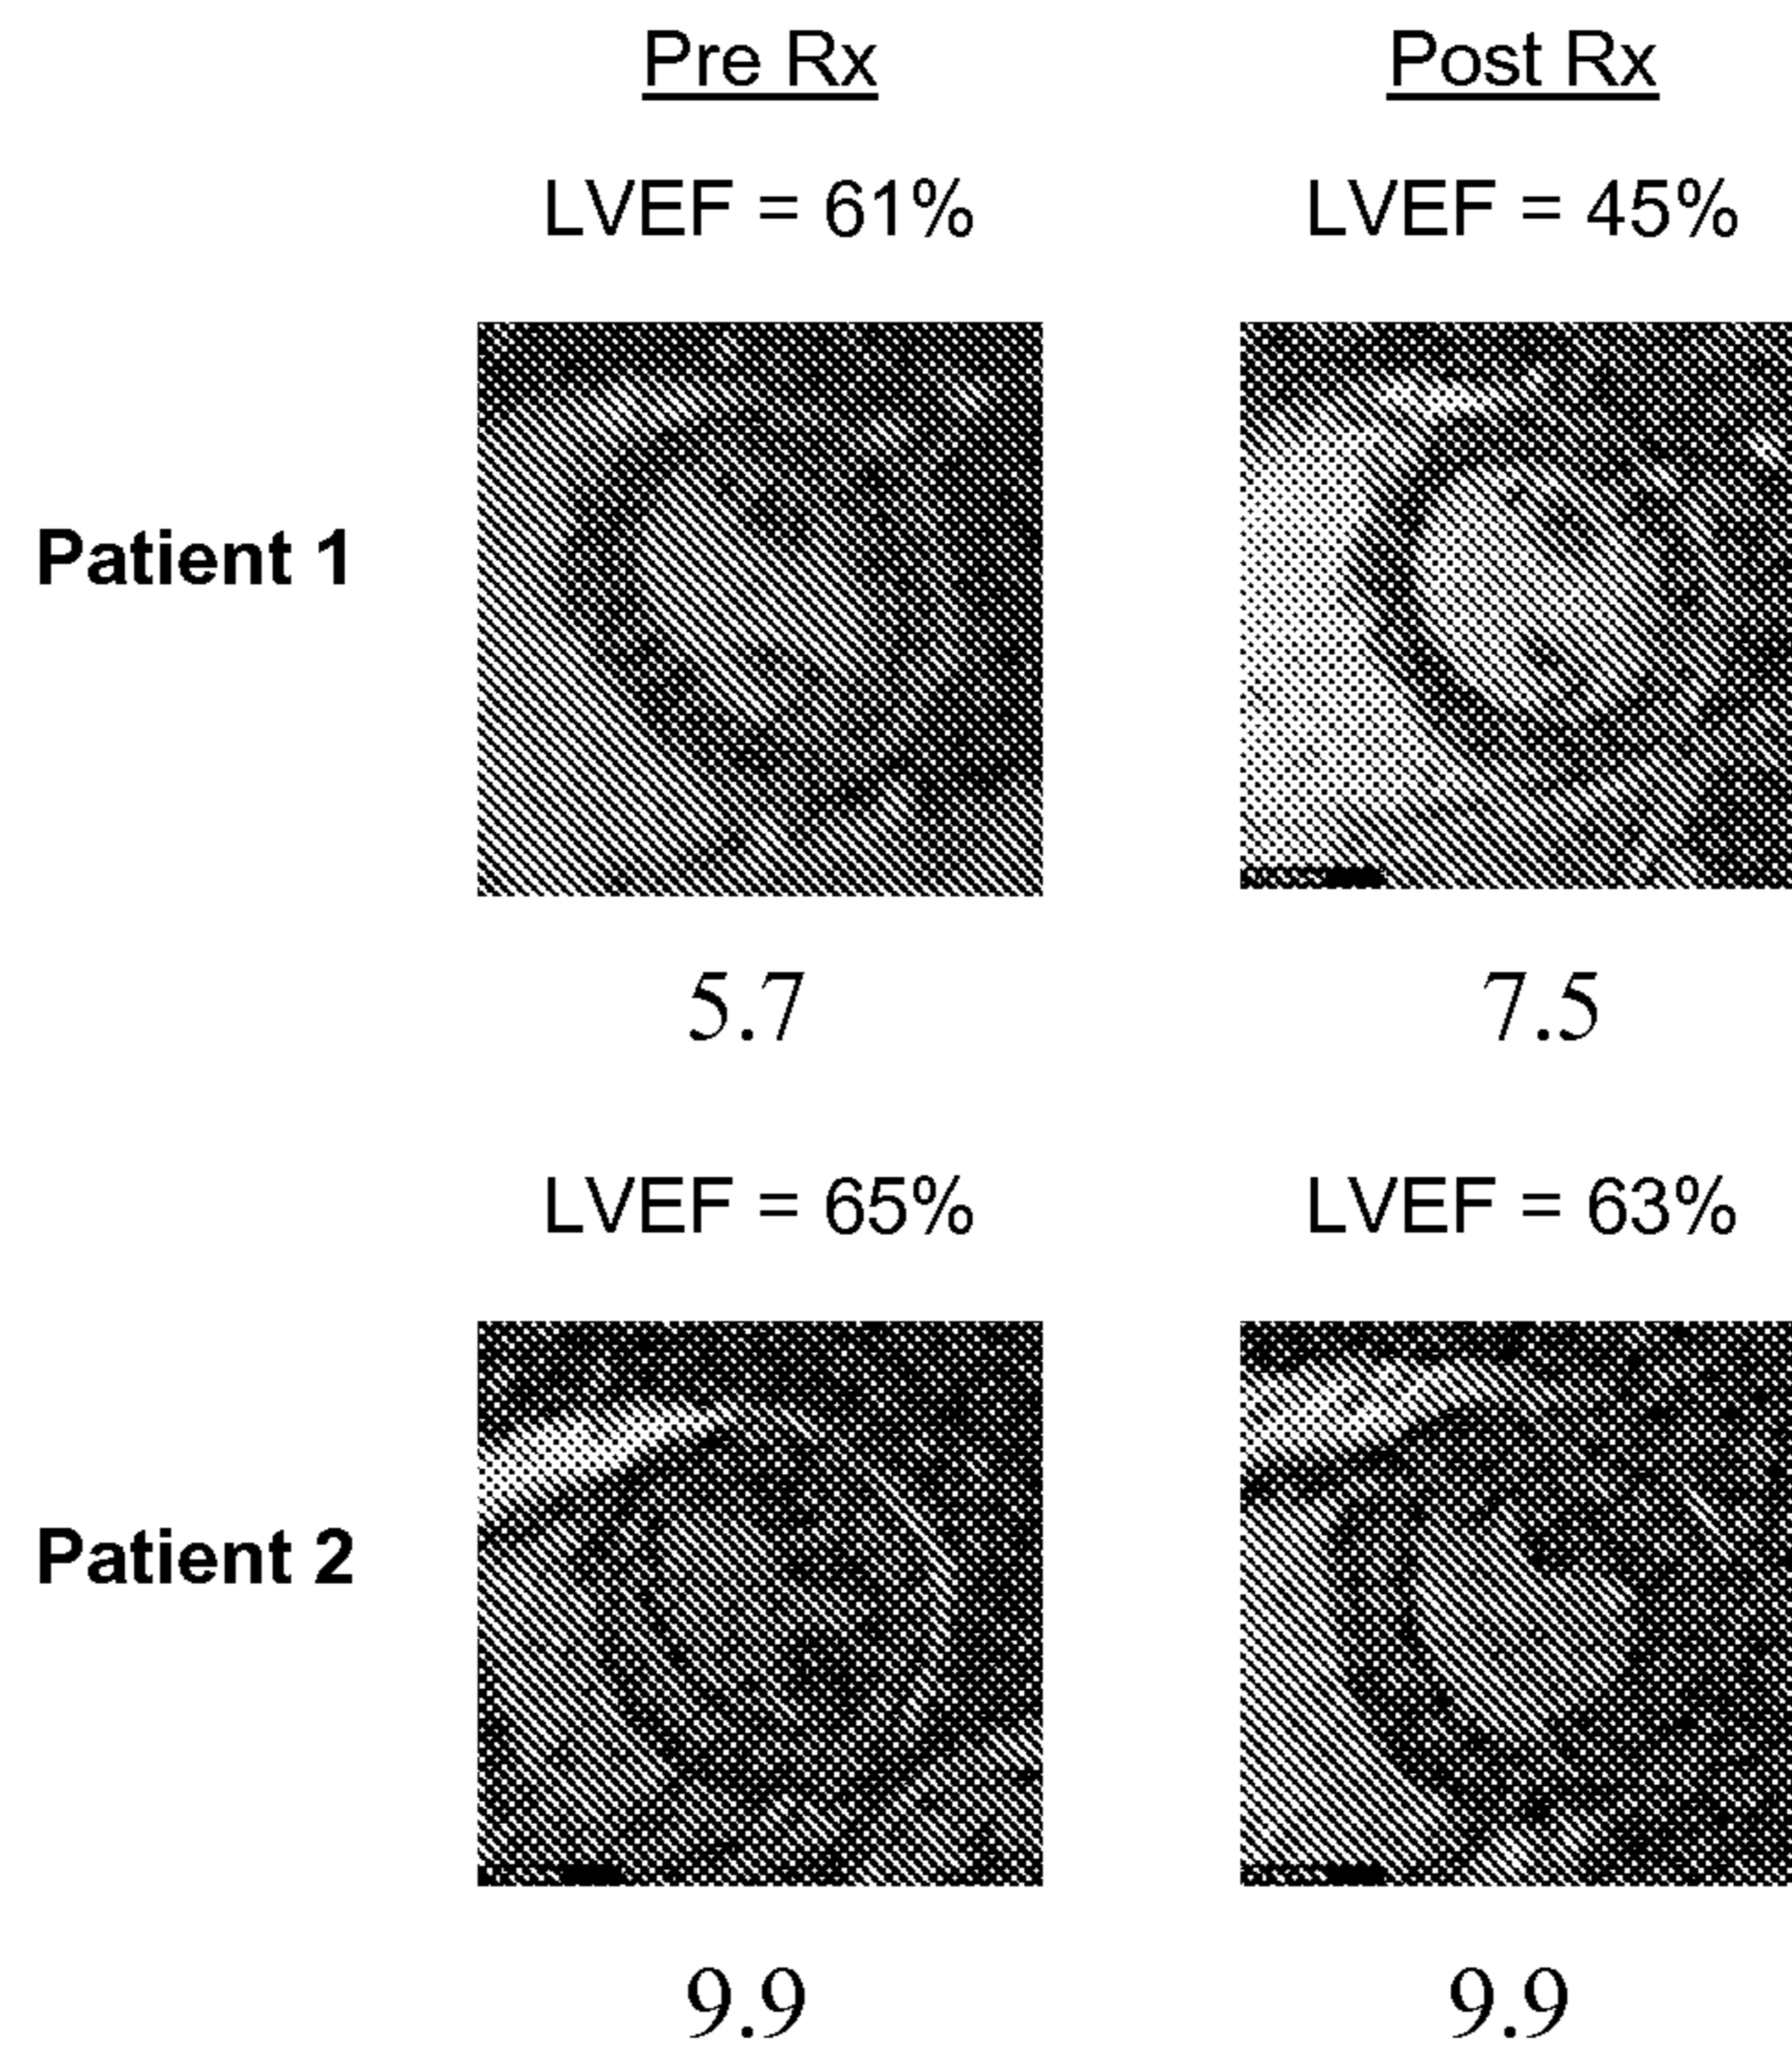 Pre Rx Post Rx
LVEF = 61% LVEF = 45%
Patient 1
5.7 7.5
LVEF = 65% LVEF = 63%
Patient 2
9.9 9.9